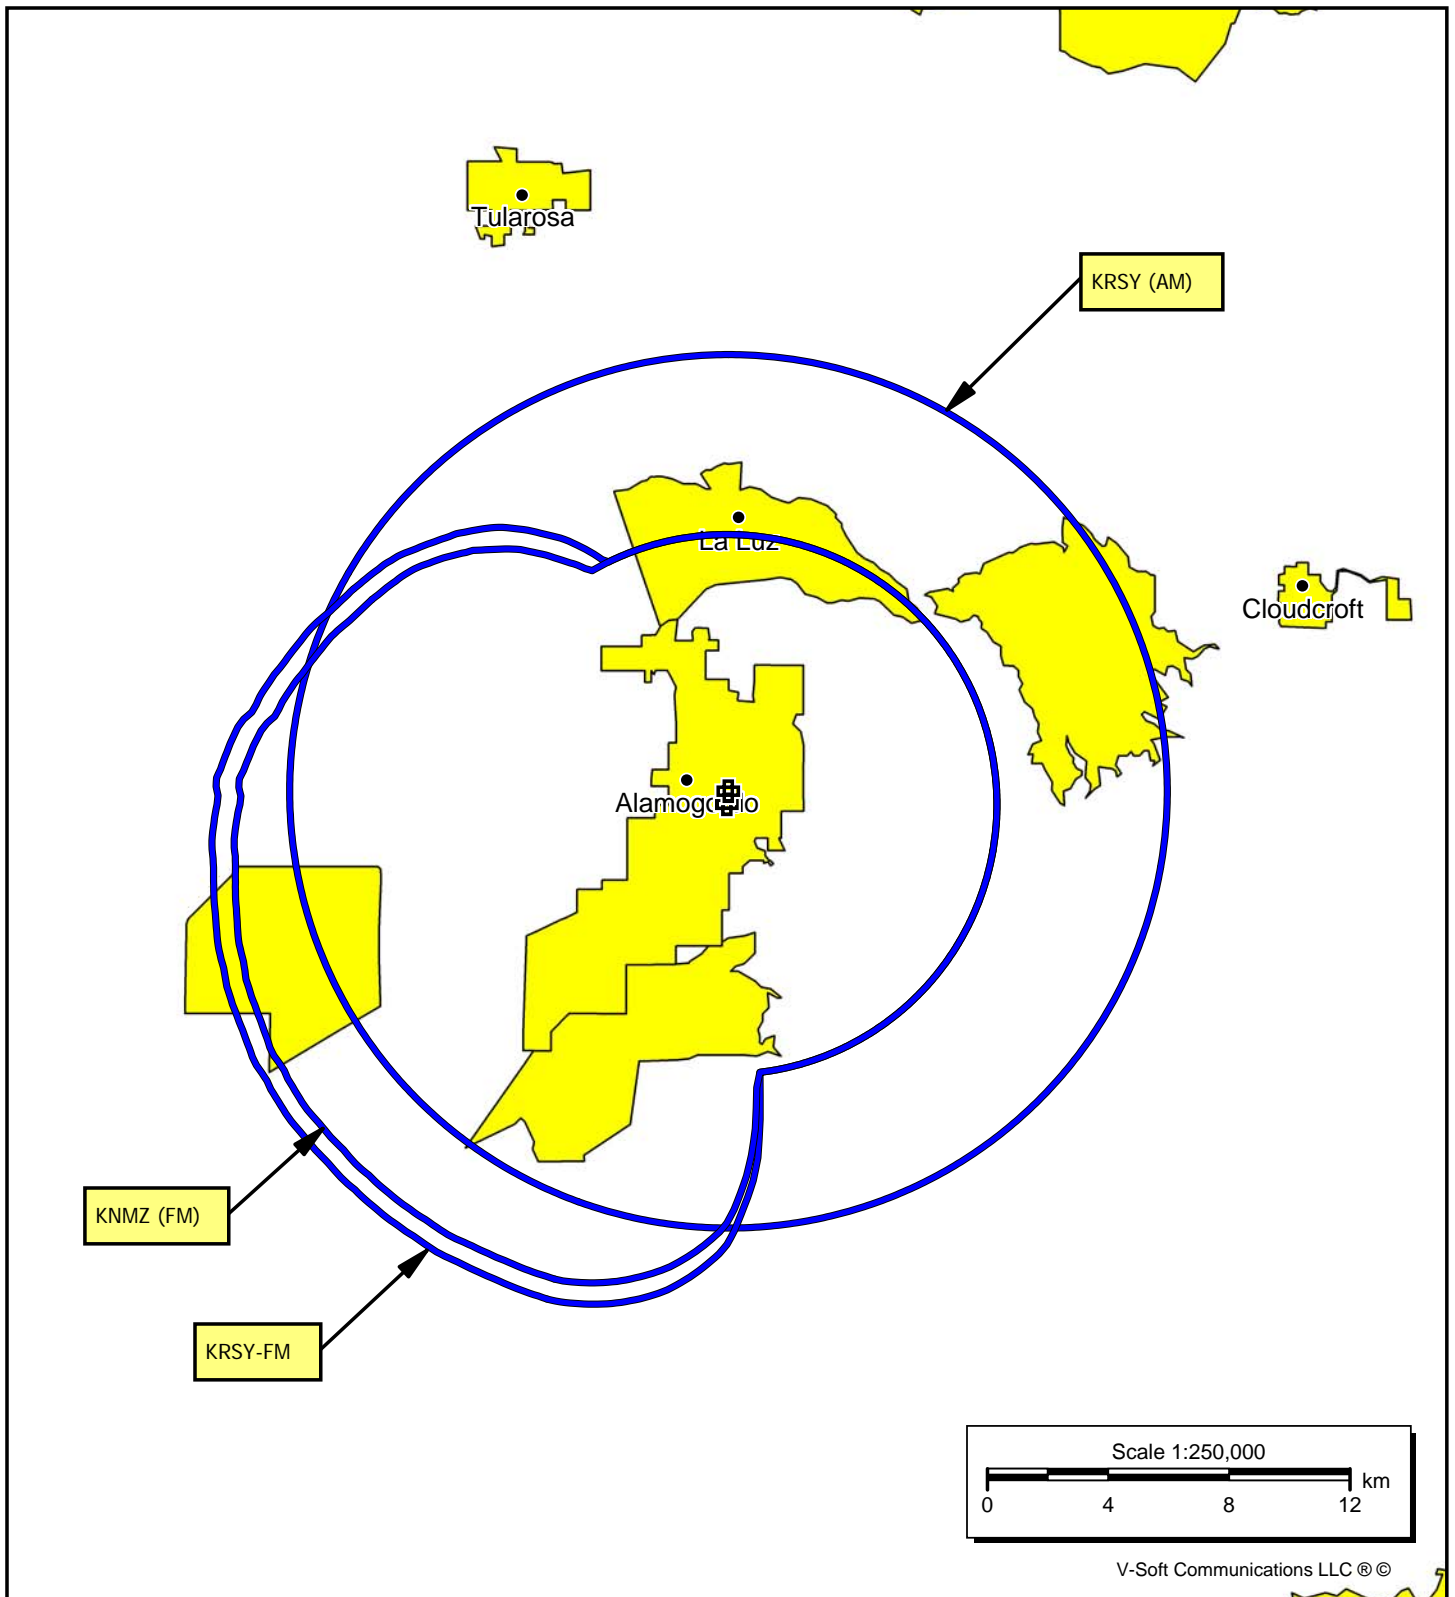 Tularosa
KRSY (AM)
La Luz
Cloudcroft
Alamogordo
KNMZ (FM)
KRSY-FM
Scale 1:250,000
km
0 4 8 12
V-Soft Communications LLC ® ©